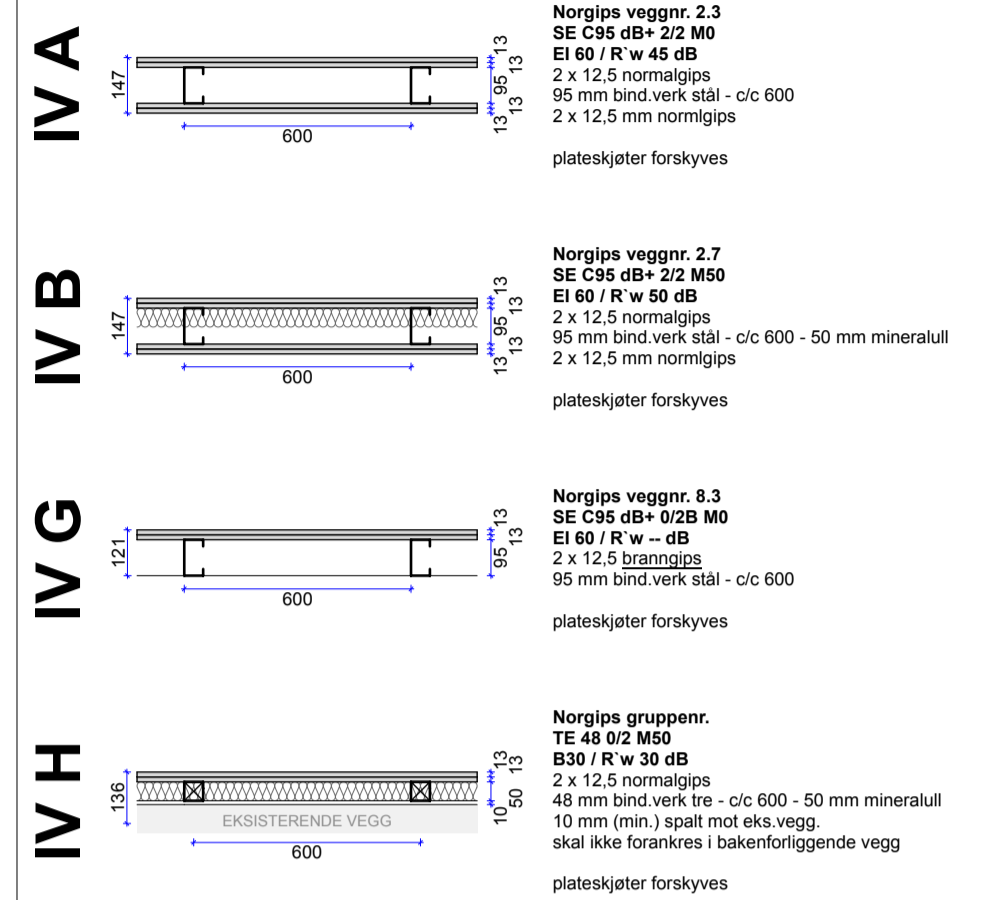 IV A
147
600
13
13
95
13
13
Norgips veggnr. 2.3
SE C95 dB+ 2/2 M0
EI 60 / R`w 45 dB
2 x 12,5 normalgips
95 mm bind.verk stål - c/c 600
2 x 12,5 mm normlgips
plateskjøter forskyves
IV B
147
600
13
13
95
13
13
Norgips veggnr. 2.7
SE C95 dB+ 2/2 M50
EI 60 / R`w 50 dB
2 x 12,5 normalgips
95 mm bind.verk stål - c/c 600 - 50 mm mineralull
2 x 12,5 mm normlgips
plateskjøter forskyves
IV G
121
600
13
13
95
Norgips veggnr. 8.3
SE C95 dB+ 0/2B M0
EI 60 / R`w -- dB
2 x 12,5 branngips
95 mm bind.verk stål - c/c 600
plateskjøter forskyves
IV H
136
EKSISTERENDE VEGG
600
13
13
50
10
Norgips gruppenr.
TE 48 0/2 M50
B30 / R`w 30 dB
2 x 12,5 normalgips
48 mm bind.verk tre - c/c 600 - 50 mm mineralull
10 mm (min.) spalt mot eks.vegg.
skal ikke forankres i bakenforliggende vegg
plateskjøter forskyves